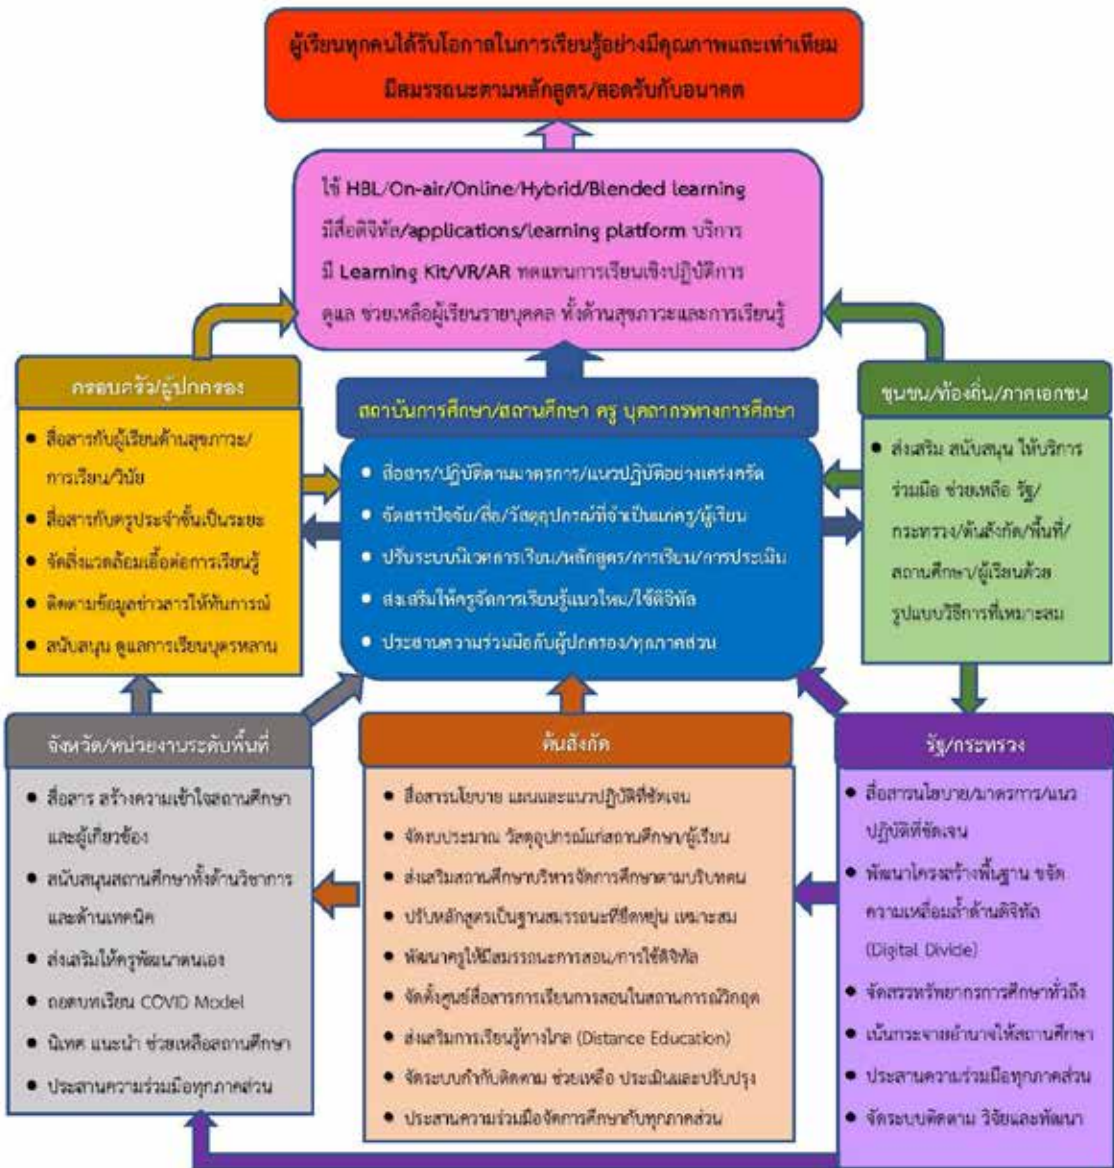 ผู้เรียนทุกคนได้รับโอกาสในการเรียนรู้อย่างมีคุณภาพและเท่าเทียม
มีสมรรถนะตามหลักสูตร/สอดรับกับอนาคต
ใช้ HBL/On-air/Online/Hybrid/Blended learning
มีสื่อดิจิทัล/applications/learning platform บริการ
มี Learning Kit/VR/AR ทดแทนการเรียนเชิงปฏิบัติการ
ดูแล ช่วยเหลือผู้เรียนรายบุคคล ทั้งด้านสุขภาวะและการเรียนรู้
ครอบครัว/ผู้ปกครอง
● สื่อสารกับผู้เรียนด้านสุขภาวะ/
การเรียน/วินัย
● สื่อสารกับครูประจำชั้นเป็นระยะ
● จัดสิ่งแวดล้อมเอื้อต่อการเรียนรู้
● ติดตามข้อมูลข่าวสารให้ทันการณ์
● สนับสนุน ดูแลการเรียนบุตรหลาน
สถาบันการศึกษา/สถานศึกษา ครู บุคลากรทางการศึกษา
● สื่อสาร/ปฏิบัติตามมาตรการ/แนวปฏิบัติอย่างเคร่งครัด
● จัดสรรปัจจัย/สื่อ/วัสดุอุปกรณ์ที่จำเป็นแก่ครู/ผู้เรียน
● ปรับระบบนิเวศการเรียน/หลักสูตร/การเรียน/การประเมิน
● ส่งเสริมให้ครูจัดการเรียนรู้แนวใหม่/ใช้ดิจิทัล
● ประสานความร่วมมือกับผู้ปกครอง/ทุกภาคส่วน
ชุมชน/ท้องถิ่น/ภาคเอกชน
● ส่งเสริม สนับสนุน ให้บริการ
ร่วมมือ ช่วยเหลือ รัฐ/
กระทรวง/ต้นสังกัด/พื้นที่/
สถานศึกษา/ผู้เรียนด้วย
รูปแบบวิธีการที่เหมาะสม
จังหวัด/หน่วยงานระดับพื้นที่
● สื่อสาร สร้างความเข้าใจสถานศึกษา
และผู้เกี่ยวข้อง
● สนับสนุนสถานศึกษาทั้งด้านวิชาการ
และด้านเทคนิค
● ส่งเสริมให้ครูพัฒนาตนเอง
● ถอดบทเรียน COVID Model
● นิเทศ แนะนำ ช่วยเหลือสถานศึกษา
● ประสานความร่วมมือทุกภาคส่วน
ต้นสังกัด
● สื่อสารนโยบาย แผนและแนวปฏิบัติที่ชัดเจน
● จัดงบประมาณ วัสดุอุปกรณ์แก่สถานศึกษา/ผู้เรียน
● ส่งเสริมสถานศึกษาบริหารจัดการศึกษาตามบริบทตน
● ปรับหลักสูตรเป็นฐานสมรรถนะที่ยืดหยุ่น เหมาะสม
● พัฒนาครูให้มีสมรรถนะการสอน/การใช้ดิจิทัล
● จัดตั้งศูนย์สื่อสารการเรียนการสอนในสถานการณ์วิกฤต
● ส่งเสริมการเรียนรู้ทางไกล (Distance Education)
● จัดระบบกำกับติดตาม ช่วยเหลือ ประเมินและปรับปรุง
● ประสานความร่วมมือจัดการศึกษากับทุกภาคส่วน
รัฐ/กระทรวง
● สื่อสารนโยบาย/มาตรการ/แนว
ปฏิบัติที่ชัดเจน
● พัฒนาโครงสร้างพื้นฐาน ขจัด
ความเหลื่อมล้ำด้านดิจิทัล
(Digital Divide)
● จัดสรรทรัพยากรการศึกษาทั่วถึง
● เน้นกระจายอำนาจให้สถานศึกษา
● ประสานความร่วมมือทุกภาคส่วน
● จัดระบบติดตาม วิจัยและพัฒนา